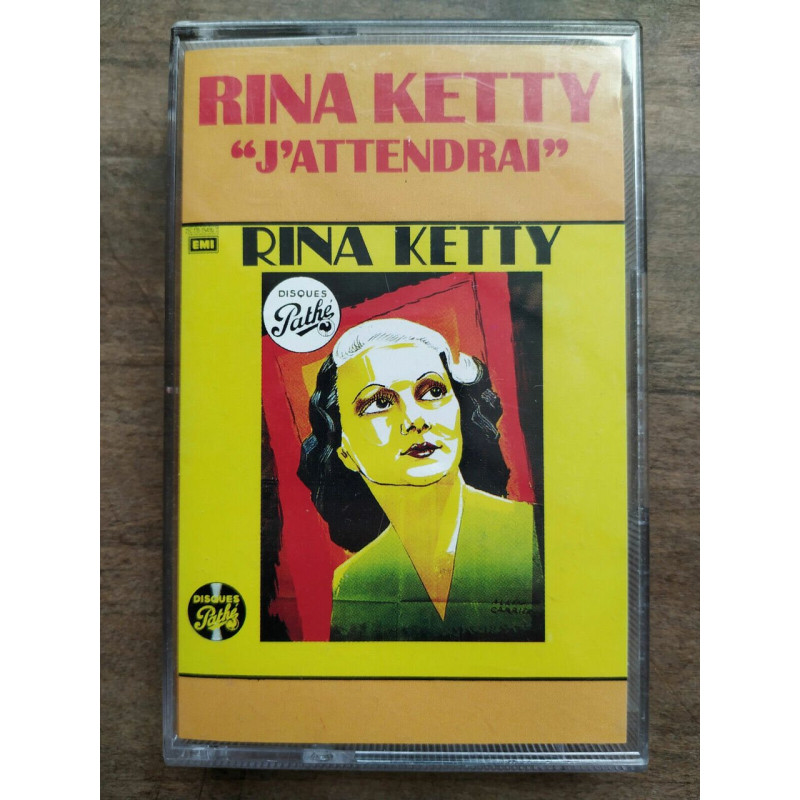 RINA KETTY
“J’ATTENDRAI”
EMI
RINA KETTY
DISQUES
Pathé
DISQUES
Pathé